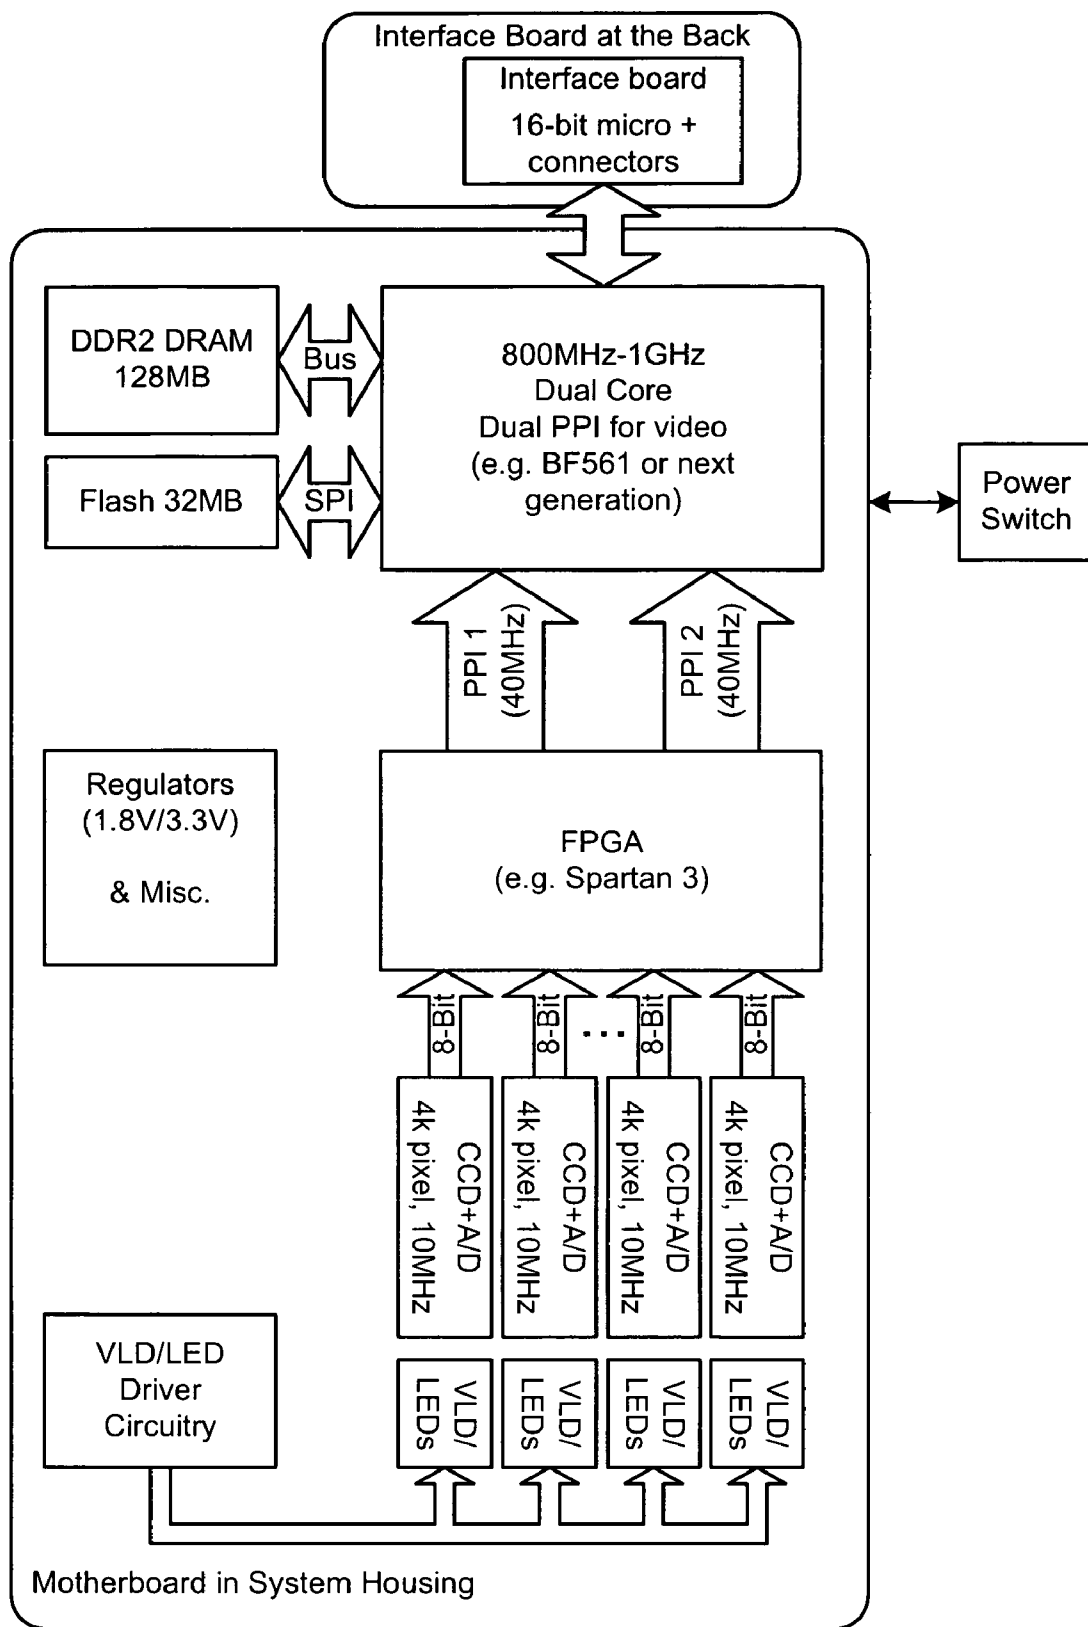 Interface Board at the Back
Interface board
16-bit micro +
connectors
DDR2 DRAM
128MB
Bus
800MHz-1GHz
Dual Core
Dual PPI for video
(e.g. BF561 or next
generation)
Flash 32MB
SPI
Power
Switch
PPI 1
(40MHz)
PPI 2
(40MHz)
Regulators
(1.8V/3.3V)
& Misc.
FPGA
(e.g. Spartan 3)
8-Bit
8-Bit
...
8-Bit
8-Bit
CCD+A/D
4k pixel, 10MHz
CCD+A/D
4k pixel, 10MHz
CCD+A/D
4k pixel, 10MHz
CCD+A/D
4k pixel, 10MHz
VLD/LED
Driver
Circuitry
VLD/
LEDs
VLD/
LEDs
VLD/
LEDs
VLD/
LEDs
Motherboard in System Housing